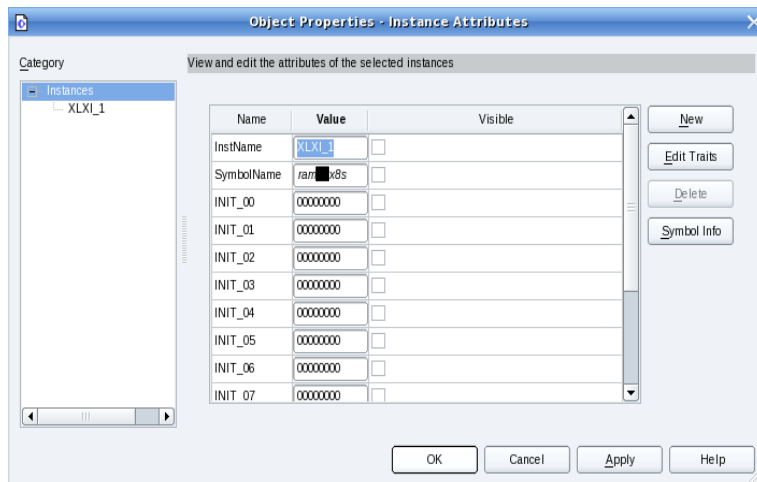 Object Properties - Instance Attributes
Category
View and edit the attributes of the selected instances
Instances
XLXI_1
Name Value Visible
InstName XLXI_1
SymbolName
INIT_00 00000000
INIT_01 00000000
INIT_02 00000000
INIT_03 00000000
INIT_04 00000000
INIT_05 00000000
INIT_06 00000000
INIT_07 00000000
New
Edit Traits
Delete
Symbol Info
OK Cancel Apply Help